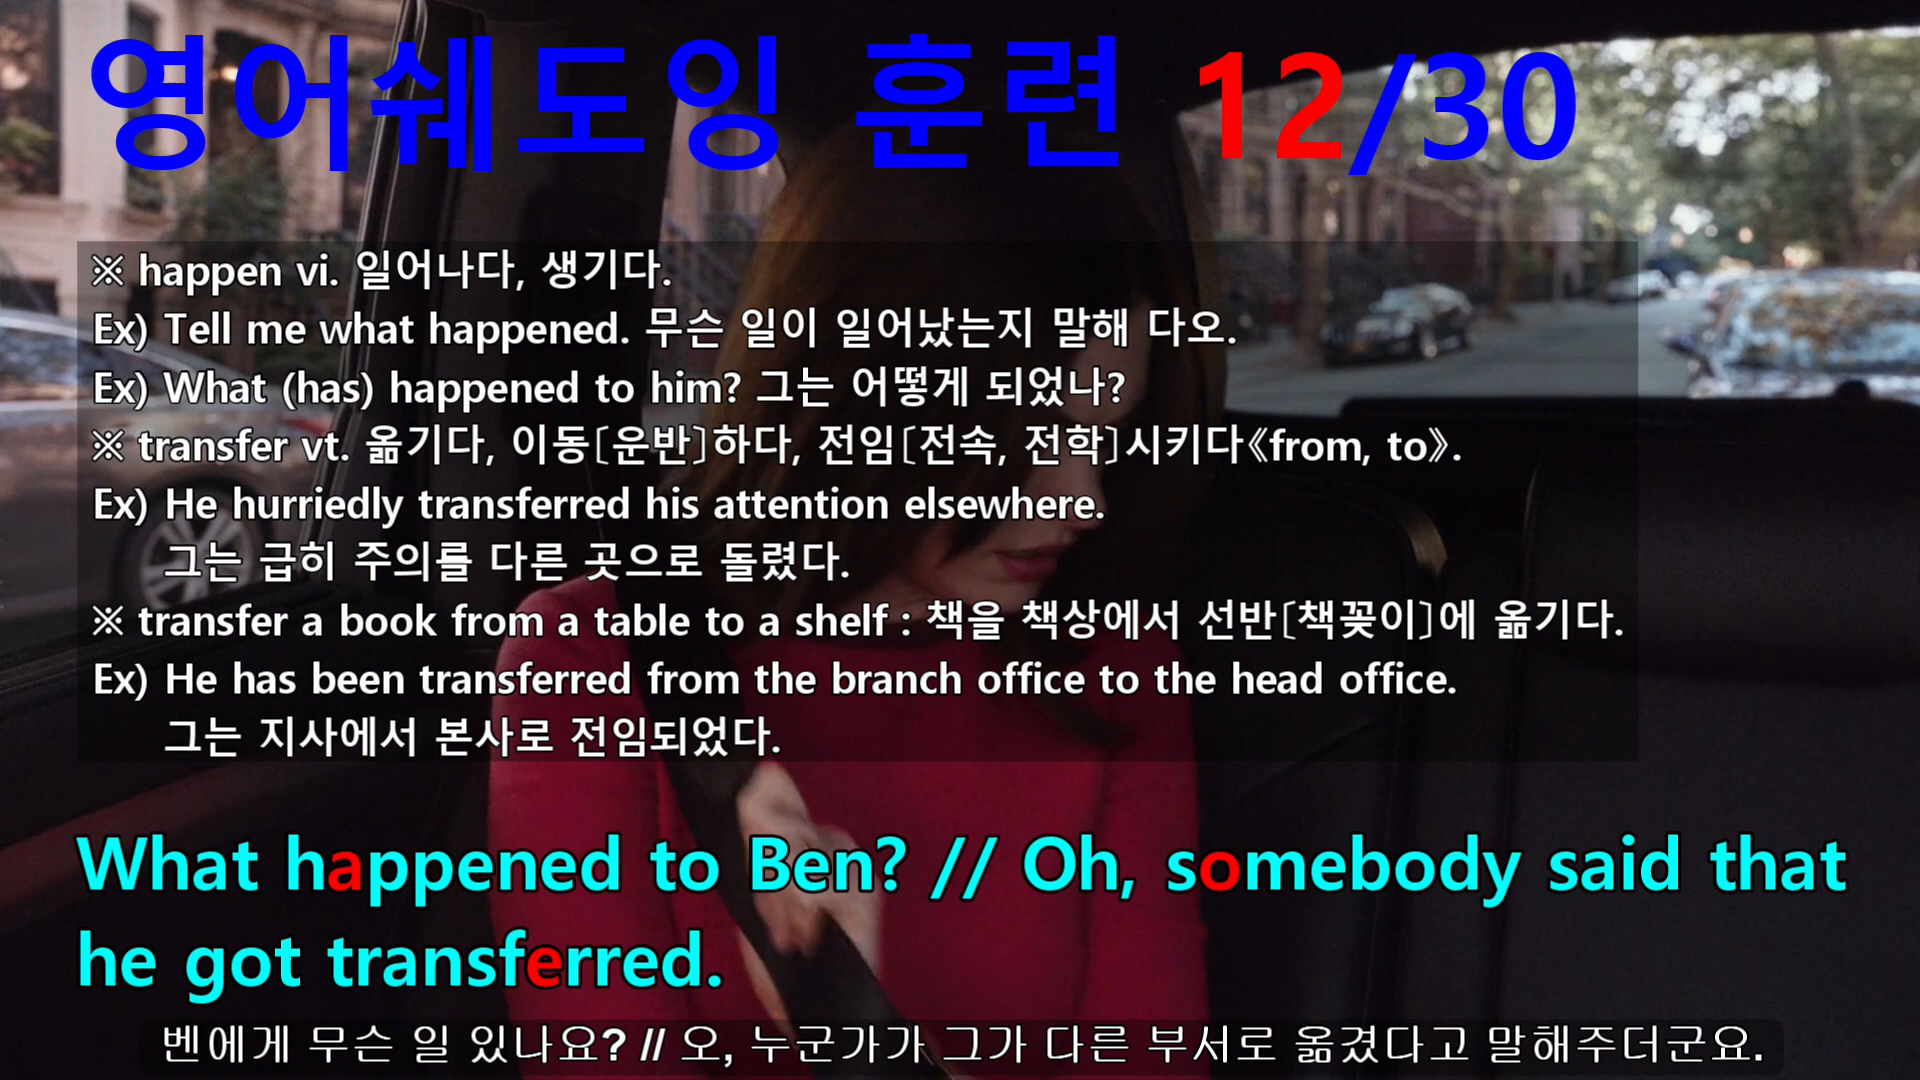 영어쉐도잉 훈련 12/30
※ happen vi. 일어나다, 생기다.
Ex) Tell me what happened. 무슨 일이 일어났는지 말해 다오.
Ex) What (has) happened to him? 그는 어떻게 되었나?
※ transfer vt. 옮기다, 이동〔운반〕하다, 전임〔전속, 전학〕시키다《from, to》.
Ex) He hurriedly transferred his attention elsewhere.
그는 급히 주의를 다른 곳으로 돌렸다.
※ transfer a book from a table to a shelf : 책을 책상에서 선반〔책꽂이〕에 옮기다.
Ex) He has been transferred from the branch office to the head office.
그는 지사에서 본사로 전임되었다.
What happened to Ben? // Oh, somebody said that
he got transferred.
벤에게 무슨 일 있나요? // 오, 누군가가 그가 다른 부서로 옮겼다고 말해주더군요.